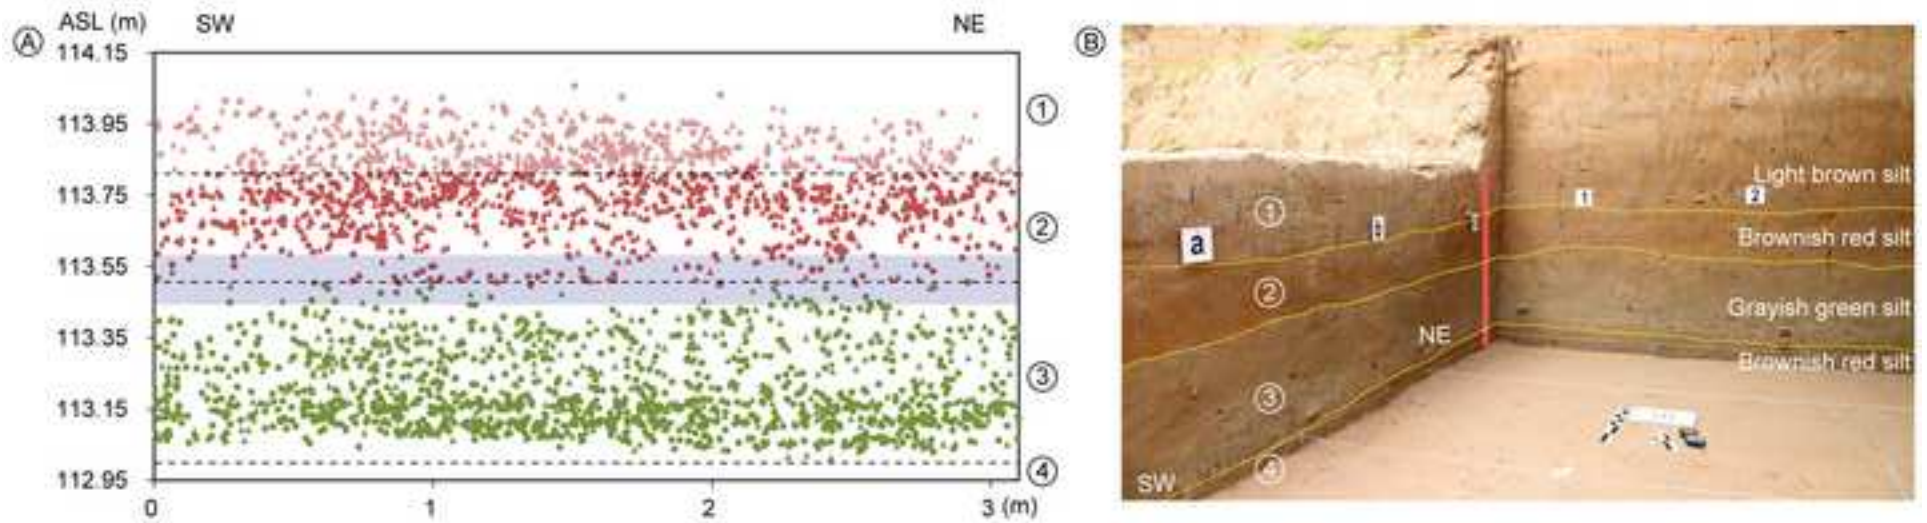 A
ASL (m)
SW
NE
114.15
113.95
113.75
113.55
113.35
113.15
112.95
0
1
2
3 (m)
1
2
3
4
B
Light brown silt
1
2
Brownish red silt
Grayish green silt
Brownish red silt
a
1
2
3
4
NE
SW